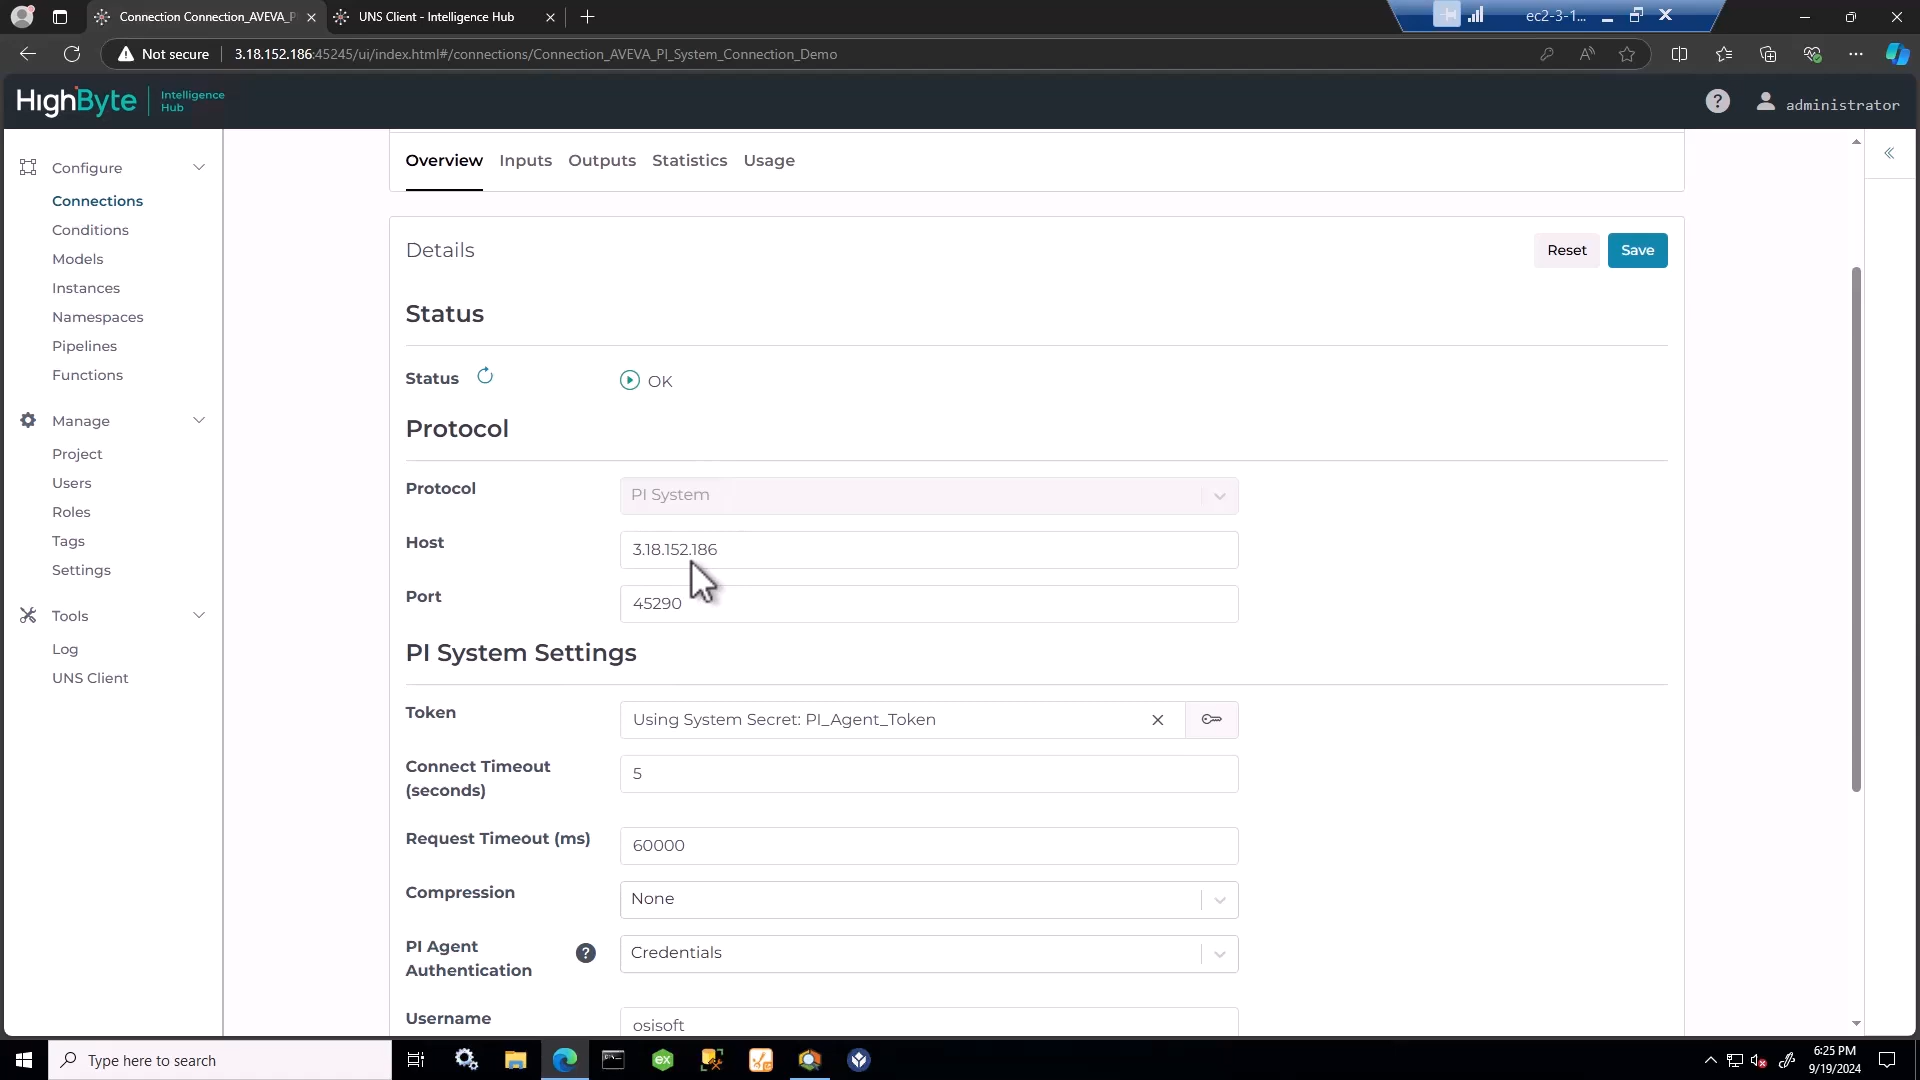 Connection Connection_AVEVA_P
UNS Client - Intelligence Hub
ec2-3-1...
Not secure
3.18.152.186:45245/ui/index.html#/connections/Connection_AVEVA_PI_System_Connection_Demo
HighByte
Intelligence
Hub
?
administrator
Configure
Connections
Conditions
Models
Instances
Namespaces
Pipelines
Functions
Manage
Project
Users
Roles
Tags
Settings
Tools
Log
UNS Client
Overview Inputs Outputs Statistics Usage
Details
Reset
Save
Status
Status
OK
Protocol
Protocol
PI System
Host
3.18.152.186
Port
45290
PI System Settings
Token
Using System Secret: PI_Agent_Token
Connect Timeout
(seconds)
5
Request Timeout (ms)
60000
Compression
None
PI Agent
Authentication
?
Credentials
Username
osisoft
Type here to search
ex
6:25 PM
9/19/2024